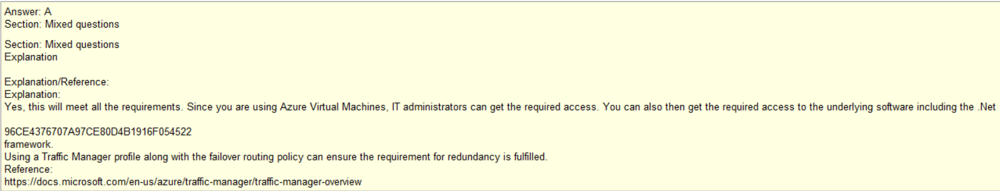 Answer: A
Section: Mixed questions
Section: Mixed questions
Explanation
Explanation/Reference:
Explanation:
Yes, this will meet all the requirements. Since you are using Azure Virtual Machines, IT administrators can get the required access. You can also then get the required access to the underlying software including the .Net
96CE4376707A97CE80D4B1916F054522
framework.
Using a Traffic Manager profile along with the failover routing policy can ensure the requirement for redundancy is fulfilled.
Reference:
https://docs.microsoft.com/en-us/azure/traffic-manager/traffic-manager-overview